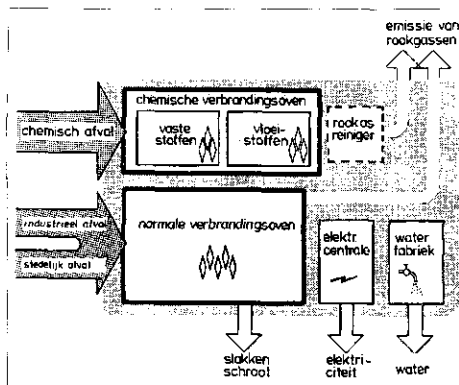 emissie van
rookgassen
chemische verbrandingsoven
chemisch afval
vaste
stoffen
vloei-
stoffen
rookgas
reiniger
industrieel afval
stedelijk afval
normale verbrandingsoven
elektr.
centrale
water
fabriek
slakken
schroot
elektri-
citeit
water